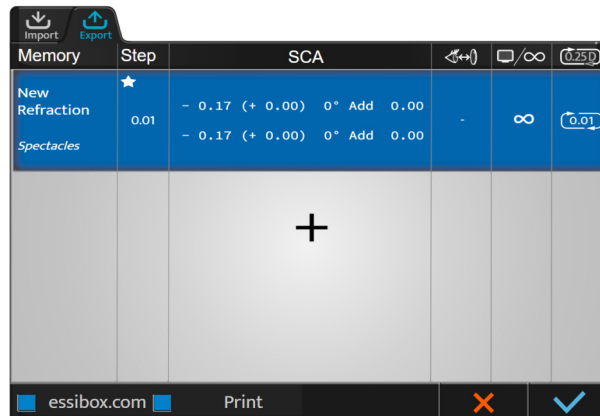 Import Export
Memory Step SCA /∞ 0.25D
New
Refraction
Spectacles
0.01
- 0.17 (+ 0.00) 0° Add 0.00
- 0.17 (+ 0.00) 0° Add 0.00
- ∞ 0.01
+
essibox.com Print